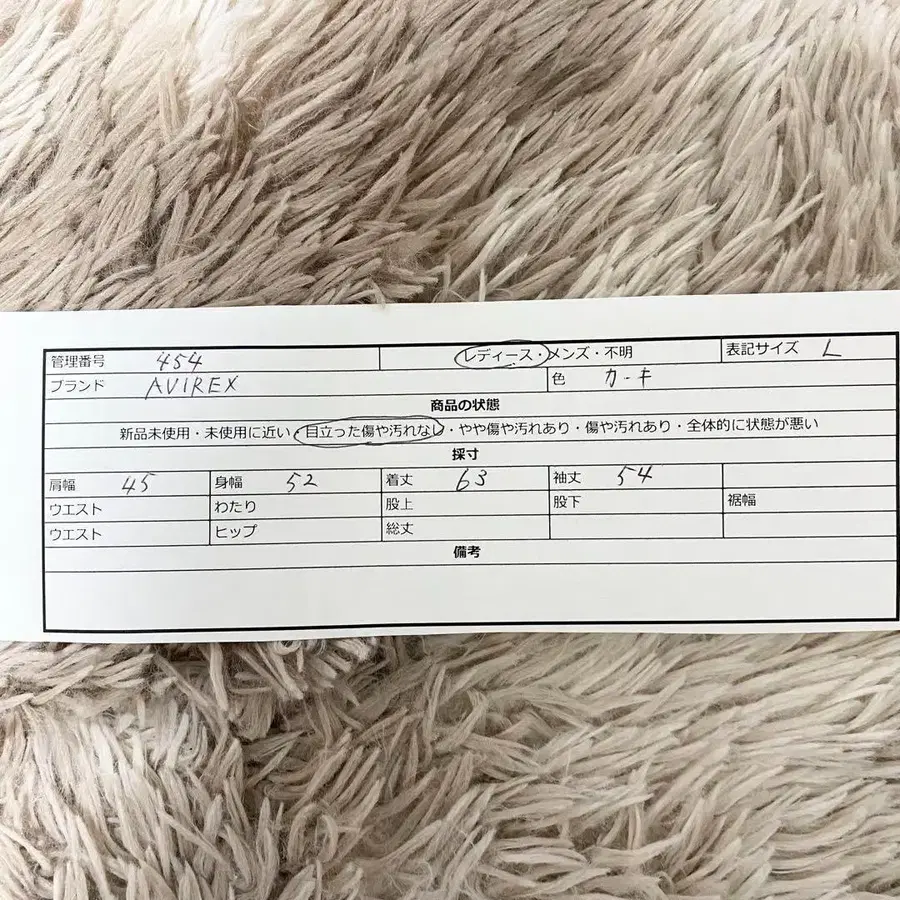 管理番号 454 レディース・メンズ・不明 表記サイズ L
ブランド AVIREX 色 カーキ
商品の状態
新品未使用・未使用に近い・目立った傷や汚れなし・やや傷や汚れあり・傷や汚れあり・全体的に状態が悪い
採寸
肩幅 45 身幅 52 着丈 63 袖丈 54
ウエスト わたり 股上 股下 裾幅
ウエスト ヒップ 総丈
備考